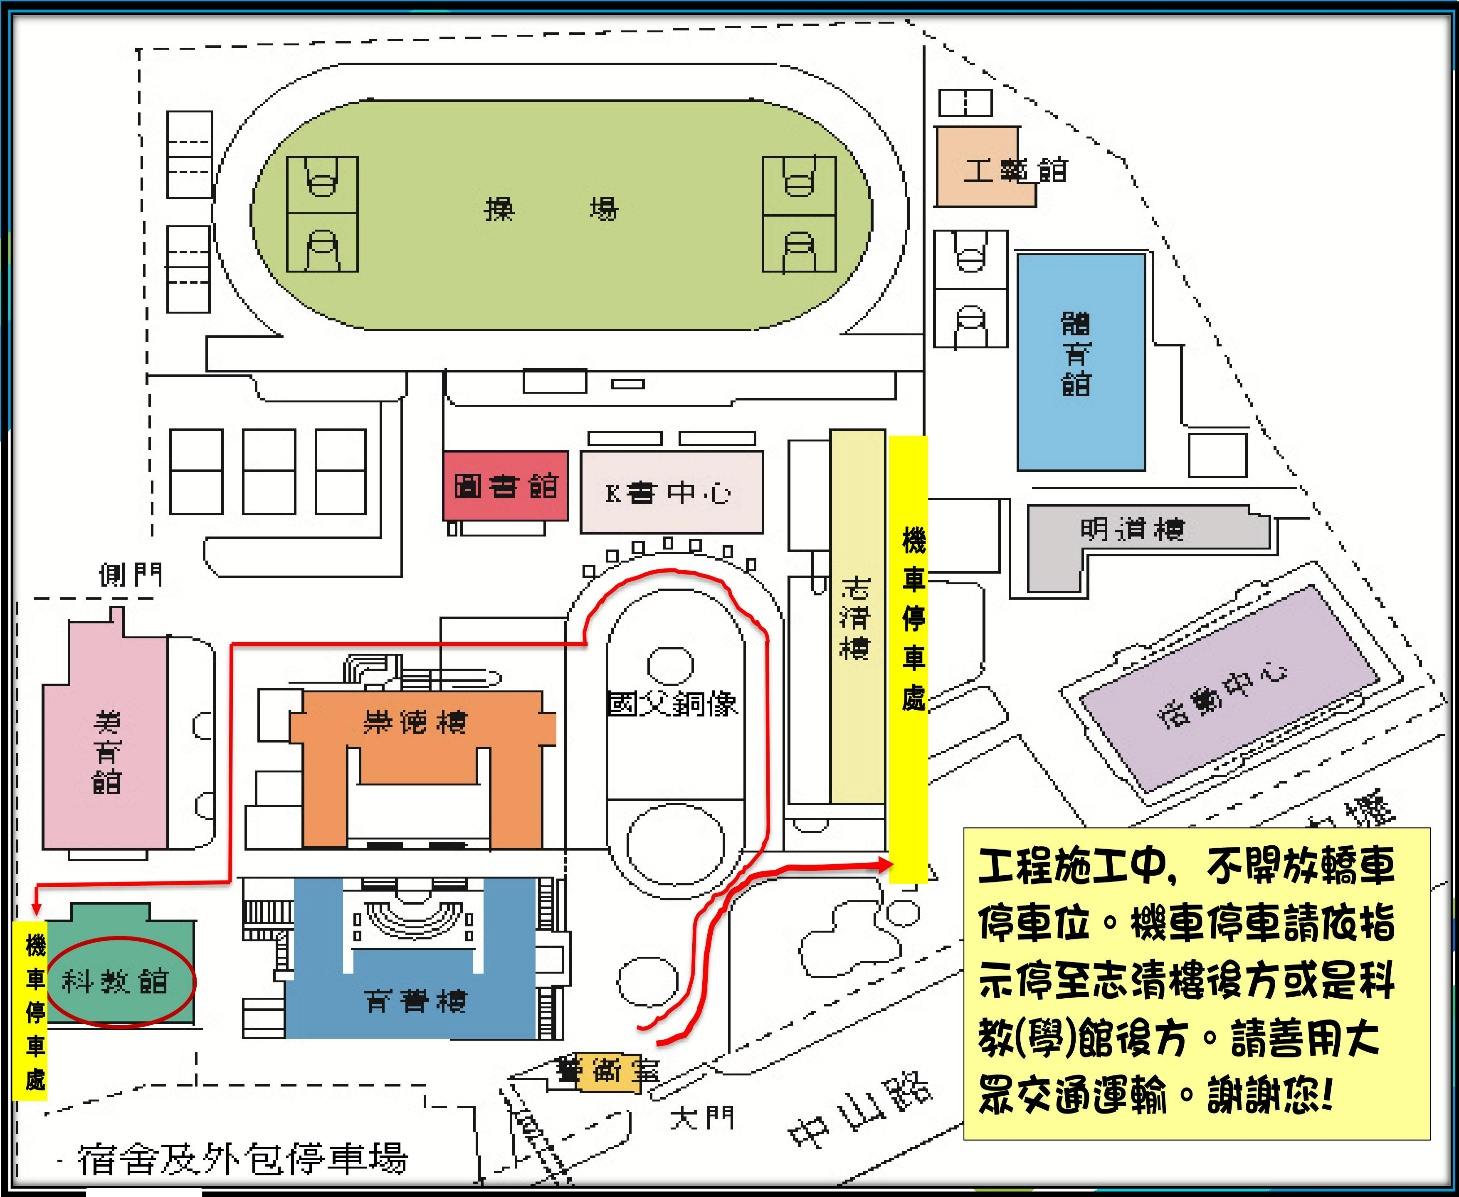 操 場
工藝館
體育館
圖書館
K書中心
明道樓
機車停車處
志清樓
側門
活動中心
國父銅像
崇德樓
美育館
工程施工中，不開放轎車
停車位。機車停車請依指
示停至志清樓後方或是科
教(學)館後方。請善用大
眾交通運輸。謝謝您!
機車停車處
科教館
育書樓
警衛室
大門
中山路
宿舍及外包停車場